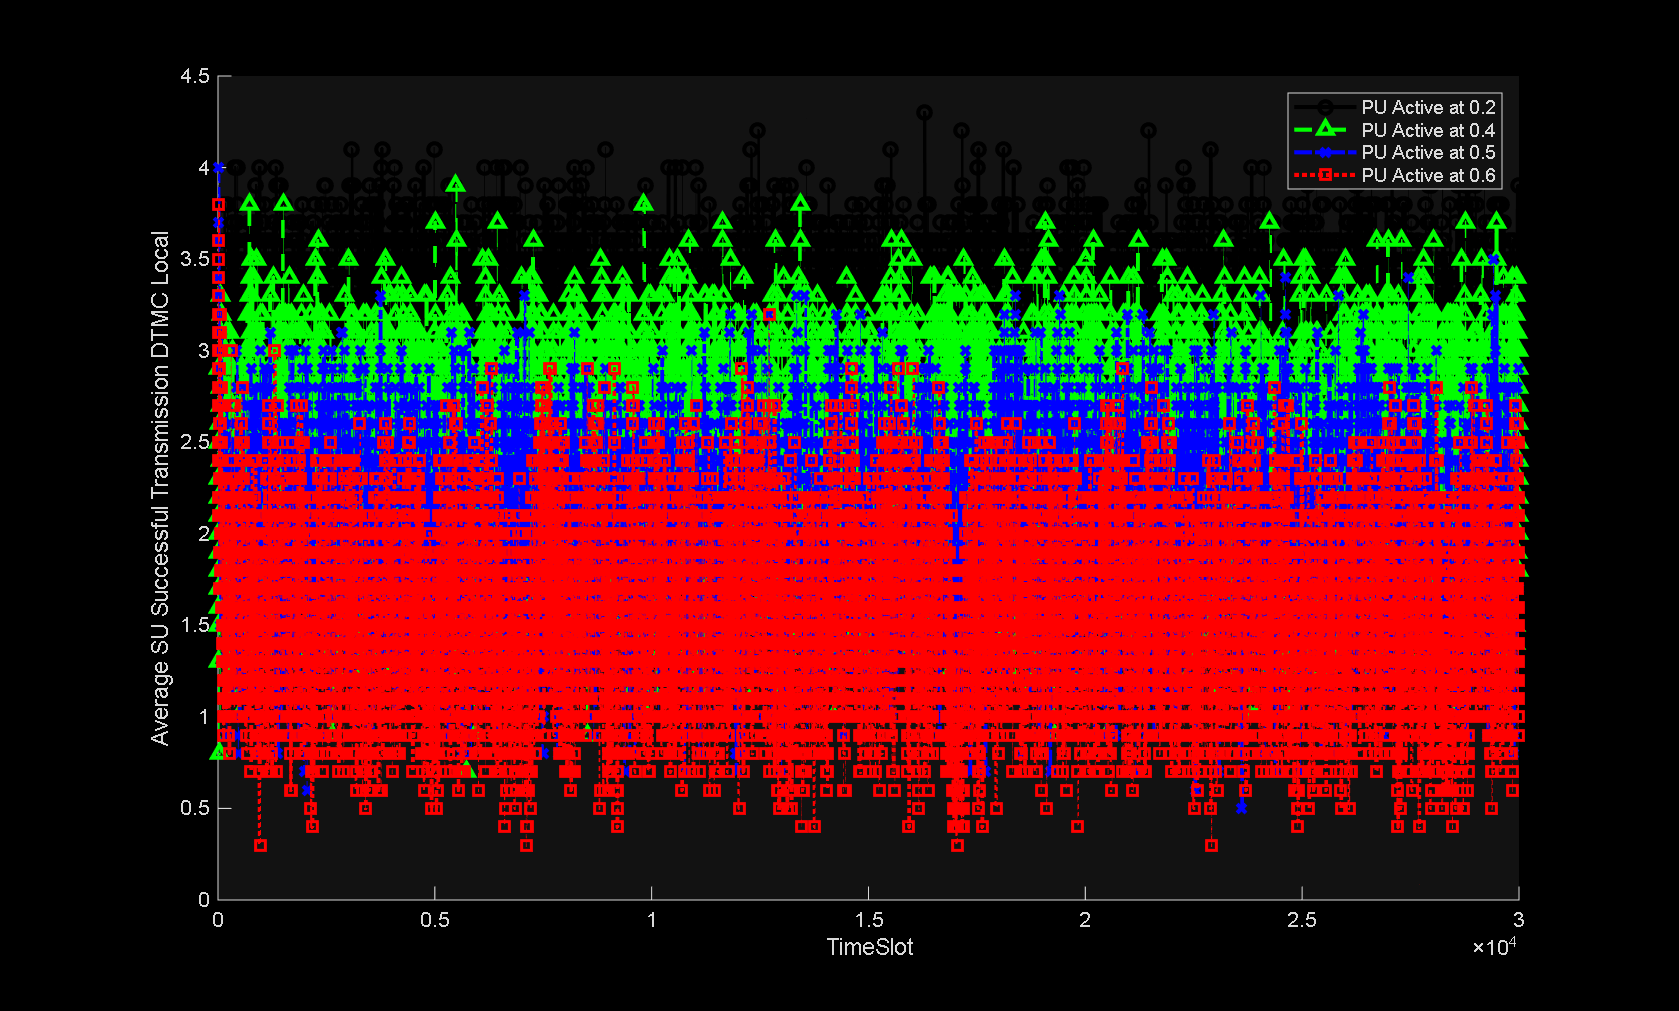 4.5
4
3.5
3
2.5
2
1.5
1
0.5
0
Average SU Successful Transmission DTMC Local
PU Active at 0.2
PU Active at 0.4
PU Active at 0.5
PU Active at 0.6
0 0.5 1 1.5 2 2.5 3
TimeSlot
×10⁴